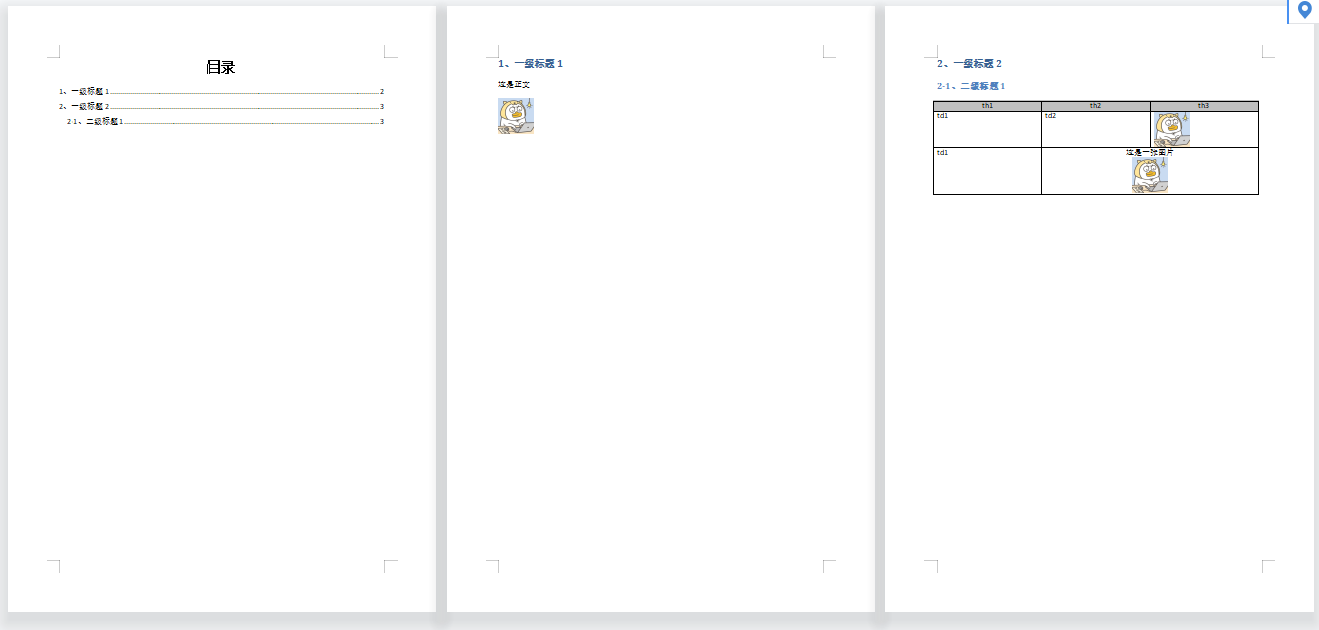 目录
1、一级标题 1 2
2、一级标题 2 3
2-1、二级标题 1 3
1、一级标题 1
这是正文
2、一级标题 2
2-1、二级标题 1
th1 th2 th3
td1 td2
td1 这是一张图片